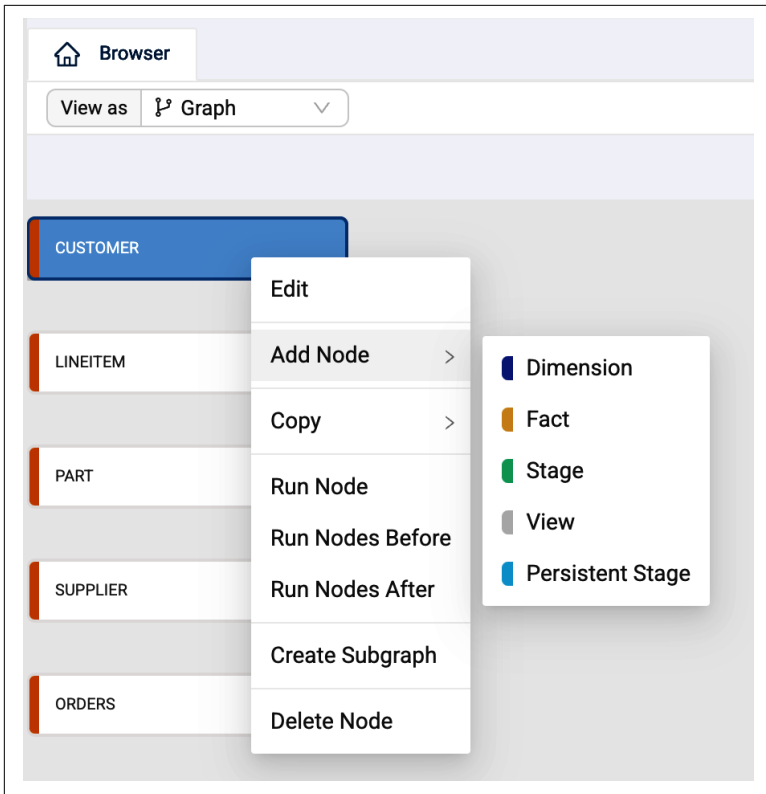 Browser
View as Graph
CUSTOMER
LINEITEM
PART
SUPPLIER
ORDERS
Edit
Add Node
Copy
Run Node
Run Nodes Before
Run Nodes After
Create Subgraph
Delete Node
Dimension
Fact
Stage
View
Persistent Stage